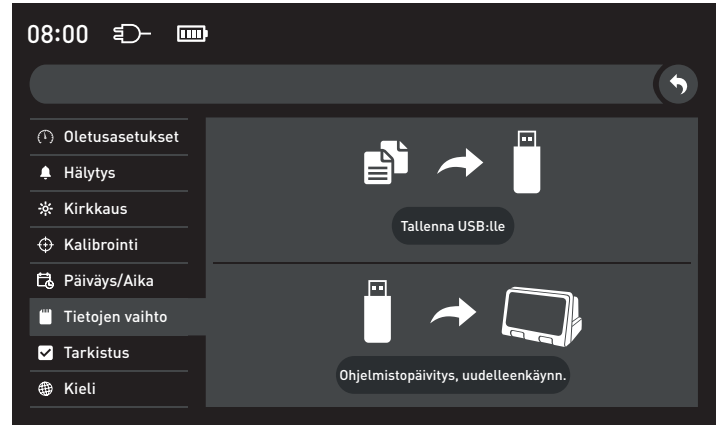 08:00
Oletusasetukset
Hälytys
Kirkkaus
Kalibrointi
Päiväys/Aika
Tietojen vaihto
Tarkistus
Kieli
Tallenna USB:lle
Ohjelmistopäivitys, uudelleenkäynn.